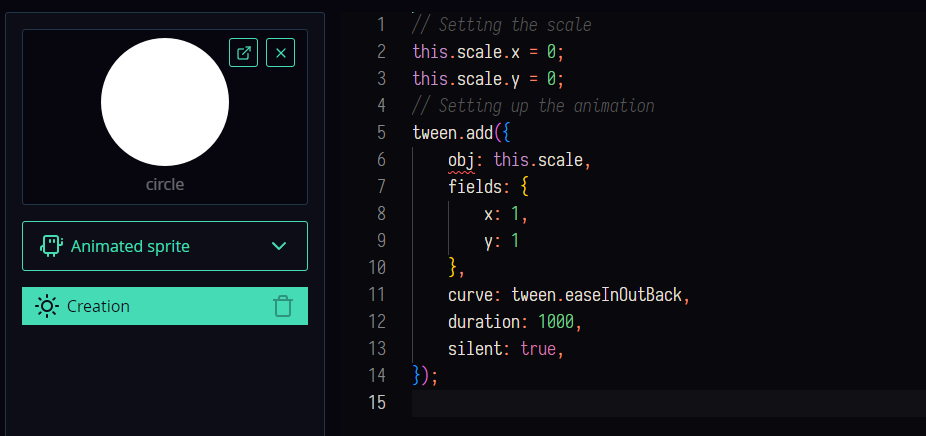 circle
Animated sprite
Creation
1 // Setting the scale
2 this.scale.x = 0;
3 this.scale.y = 0;
4 // Setting up the animation
5 tween.add({
6     obj: this.scale,
7     fields: {
8         x: 1,
9         y: 1
10     },
11     curve: tween.easeInOutBack,
12     duration: 1000,
13     silent: true,
14 });
15